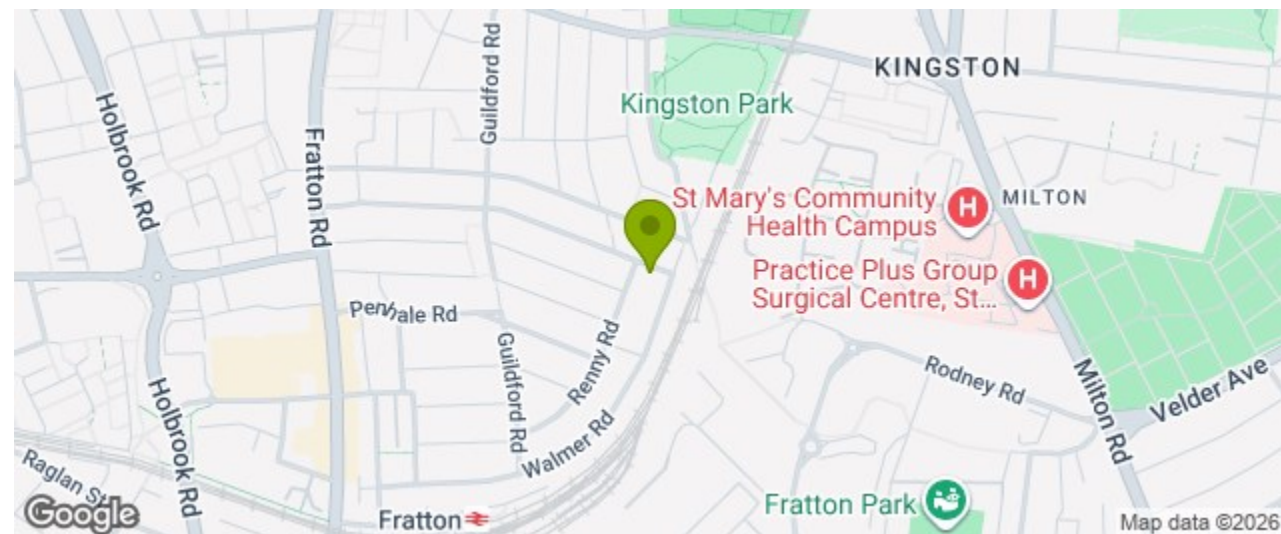 KINGSTON
Guildford Rd
Holbrook Rd
Fratton Rd
Kingston Park
St Mary's Community
Health Campus
MILTON
Practice Plus Group
Surgical Centre, St...
Penhale Rd
Guildford Rd
Renny Rd
Rodney Rd
Milton Rd
Velder Ave
Holbrook Rd
Walmer Rd
Raglan St
Fratton
Fratton Park
Google
Map data ©2026
H
H